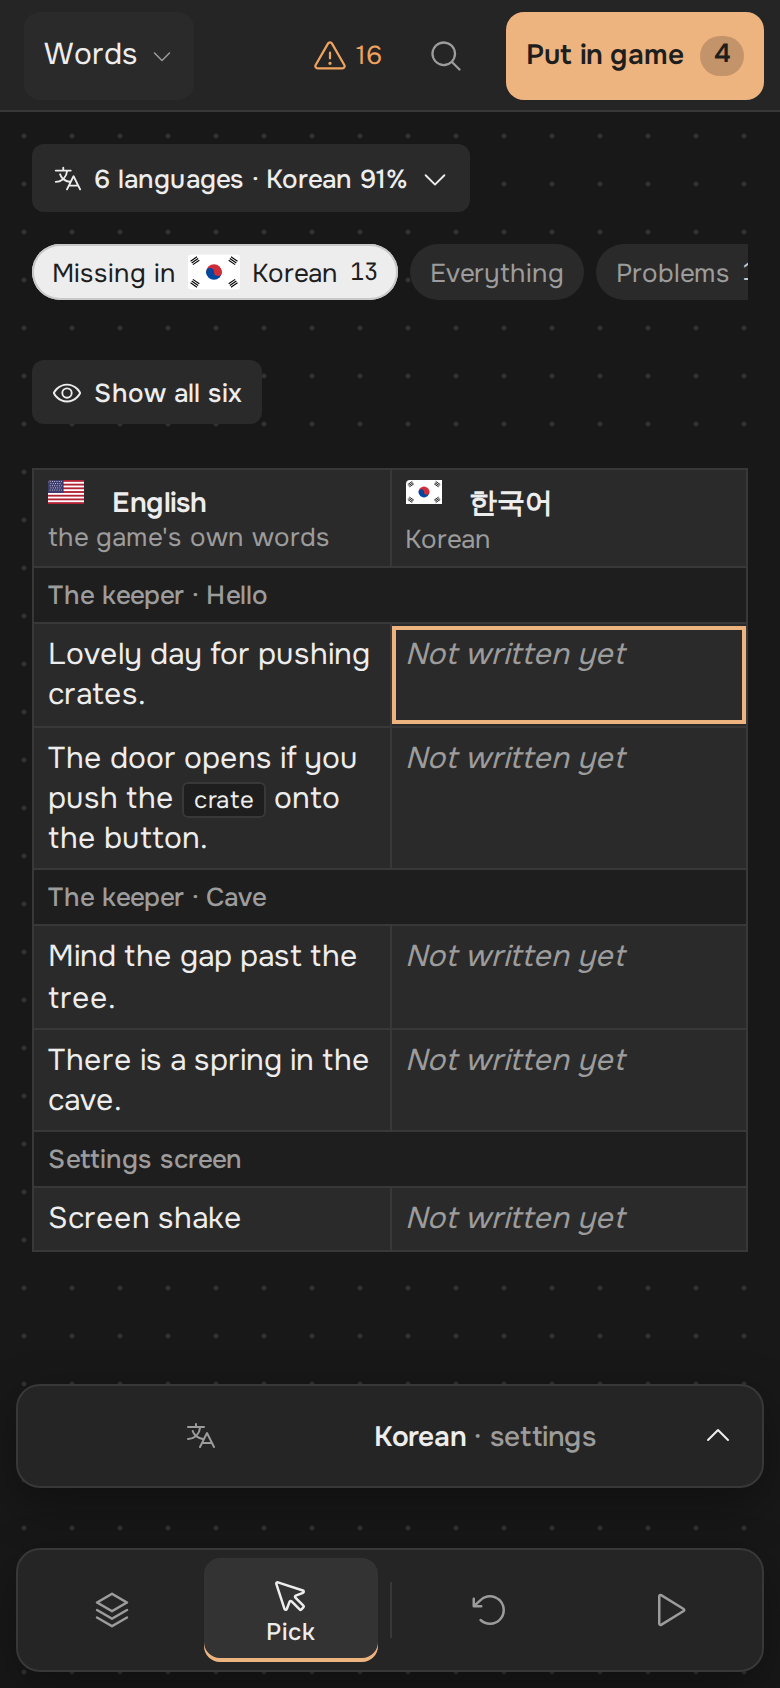 Words
16
Put in game 4
6 languages · Korean 91%
Missing in Korean 13
Everything
Problems
Show all six
English
the game's own words
한국어
Korean
The keeper · Hello
Lovely day for pushing
crates.
Not written yet
The door opens if you
push the crate onto
the button.
Not written yet
The keeper · Cave
Mind the gap past the
tree.
Not written yet
There is a spring in the
cave.
Not written yet
Settings screen
Screen shake
Not written yet
Korean · settings
Pick